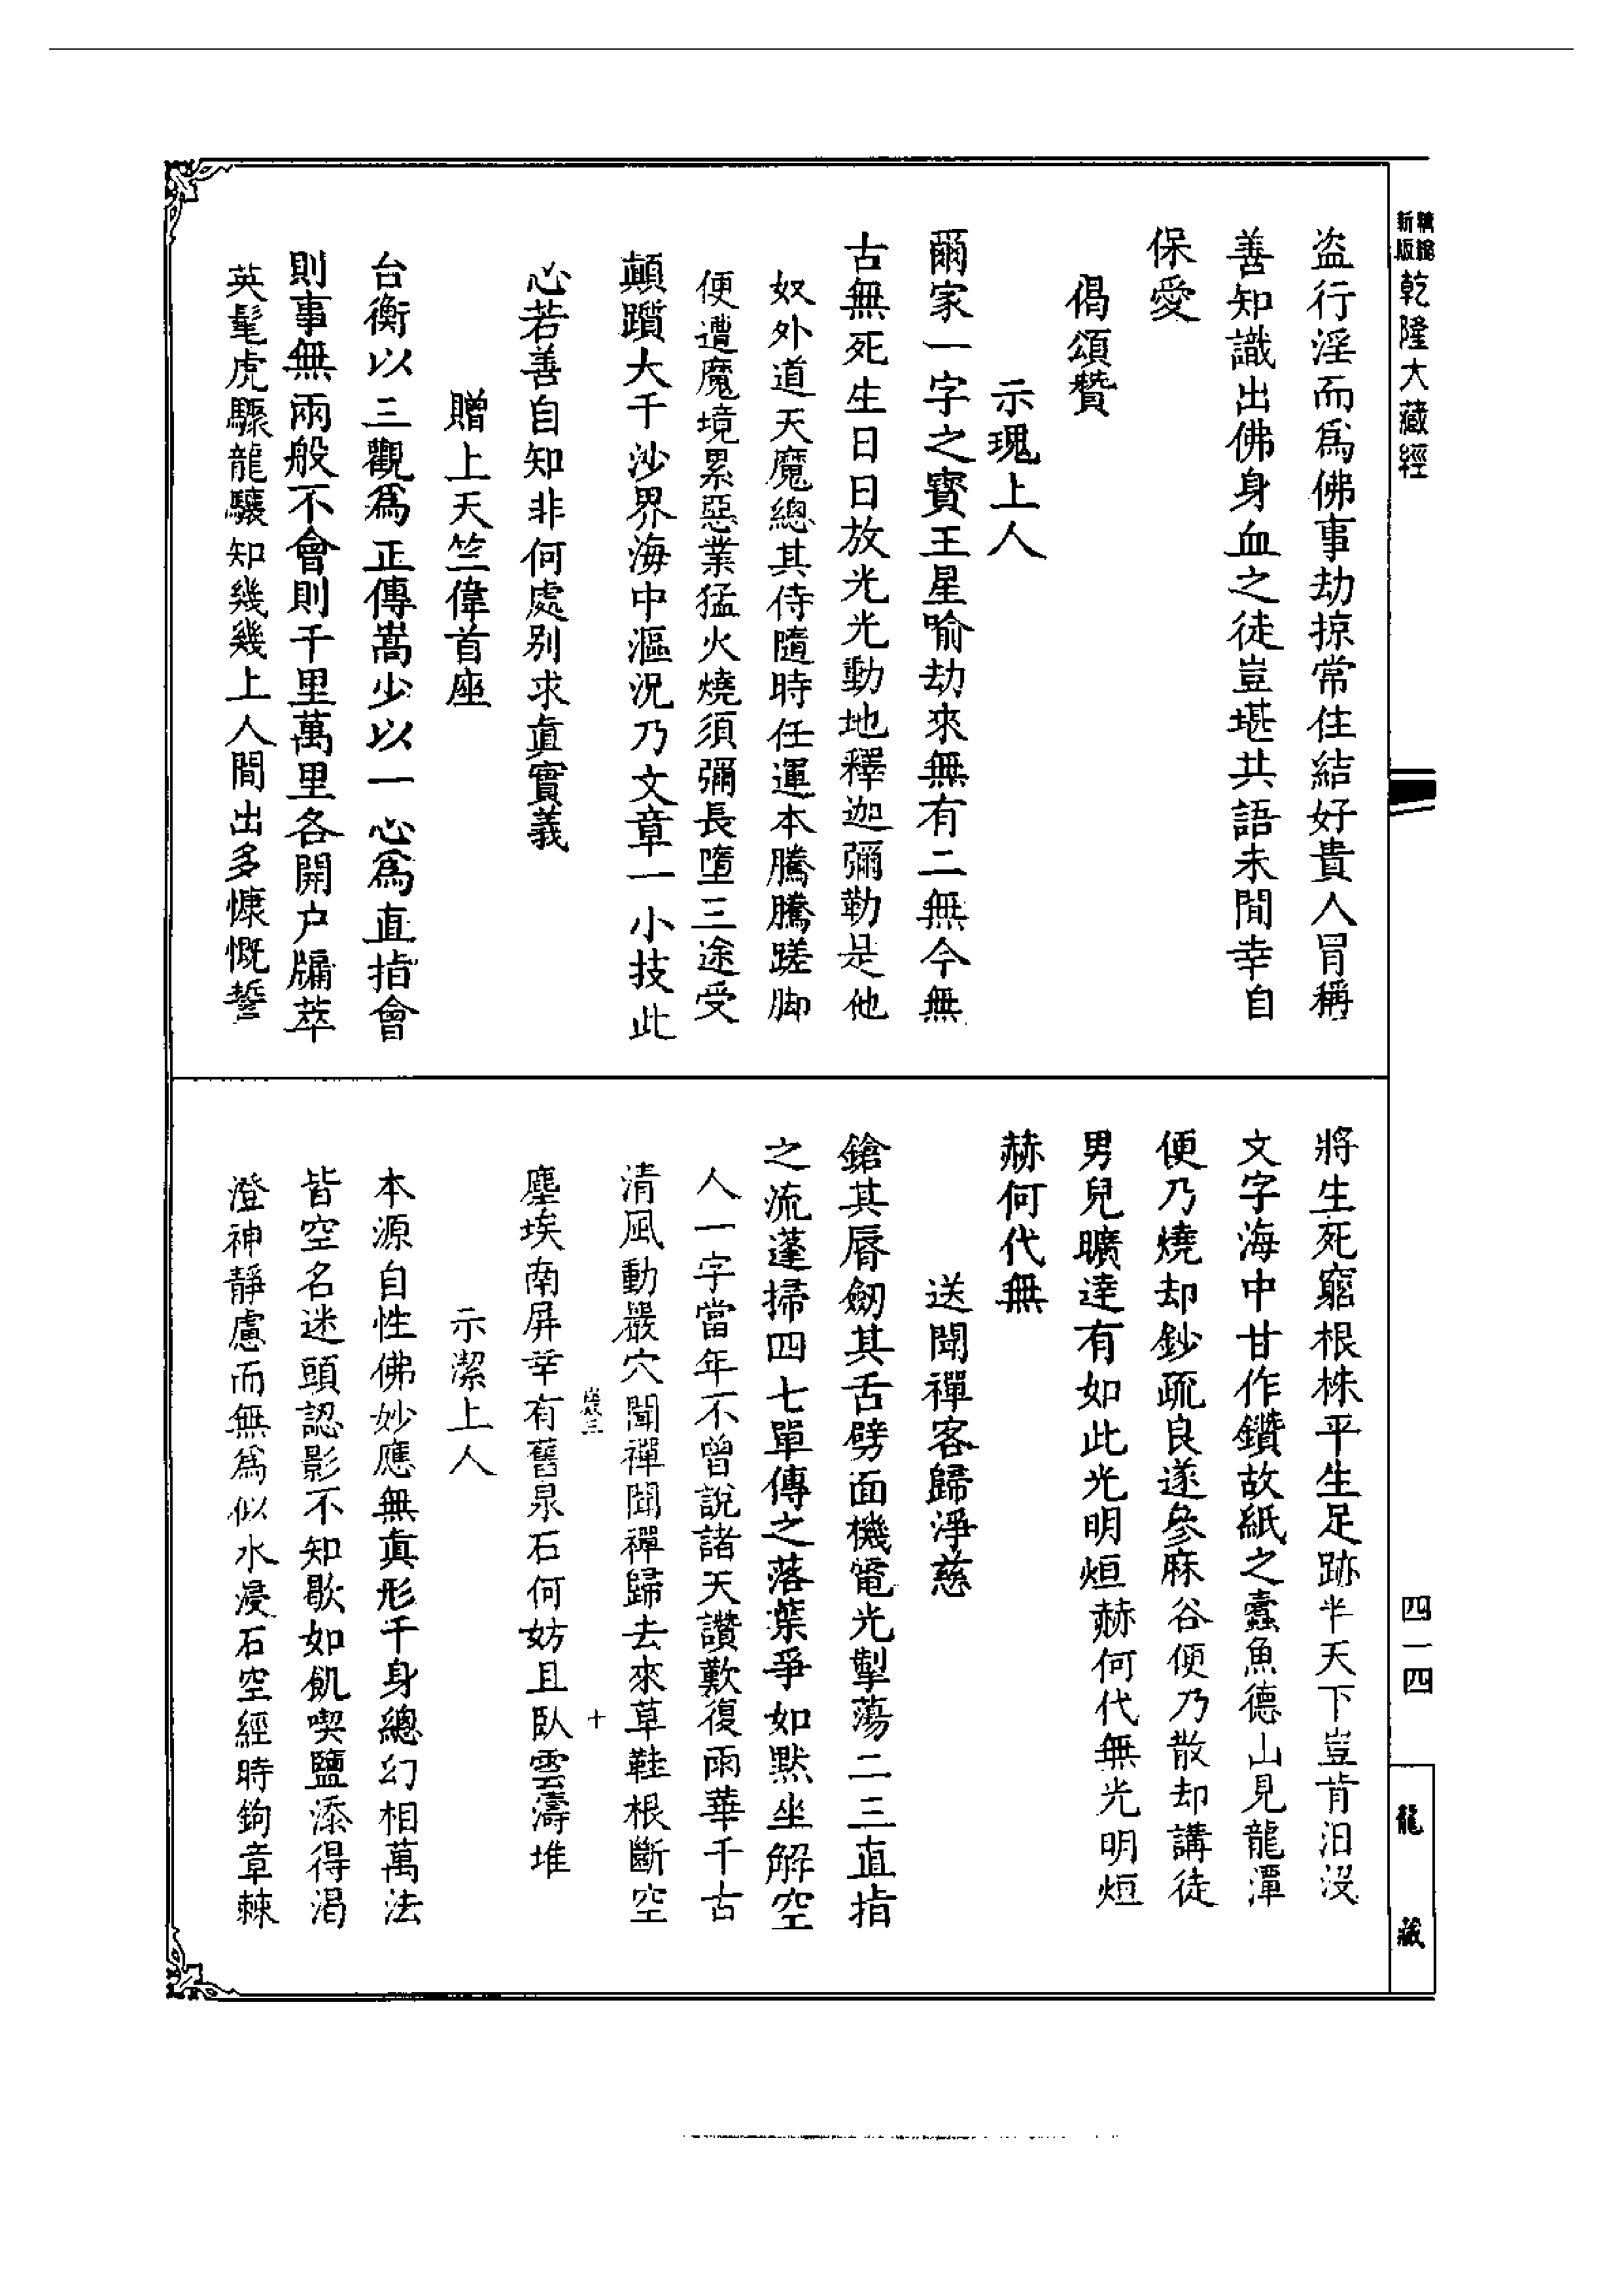 新版
精縮
乾隆大藏經
盗行淫而爲佛事劫掠常住結好貴人冒稱
善知識出佛身血之徒豈堪共語未間幸自
保愛
偈頌贊
示瑰上人
爾家一字之寶王星喻劫來無有二無今無
古無死生日日放光光動地釋迦彌勒是他
奴外道天魔總其侍隨時任運本騰騰蹉脚
便遭魔境累惡業猛火燒須彌長墮三途受
顛躓大千沙界海中漚況乃文章一小技此
心若善自知非何處别求眞實義
贈上天竺偉首座
台衡以三觀爲正傳嵩少以一心爲直指會
則事無兩般不會則千里萬里各開户牖萃
英髦虎驟龍驤知幾幾上人間出多慷慨誓
將生死窮根株平生足跡半天下豈肯汨没
文字海中甘作鑽故紙之蠹魚德山見龍潭
便乃燒却鈔疏良遂參麻谷便乃散却講徒
男兒曠達有如此光明烜赫何代無光明烜
赫何代無
送聞禪客歸淨慈
鎗其脣劒其舌劈面機電光掣蕩二三直指
之流蓬掃四七單傳之落葉爭如默坐解空
人一字當年不曾說諸天讚歎復雨華千古
清風動巖穴聞禪聞禪歸去來草鞋根斷空
塵埃南屏幸有舊泉石何妨且臥雲濤堆
十
示潔上人
本源自性佛妙應無眞形千身總幻相萬法
皆空名迷頭認影不知歇如飢喫鹽添得渴
澄神靜慮而無爲似水浸石空經時鉤章棘
四一四
龍藏